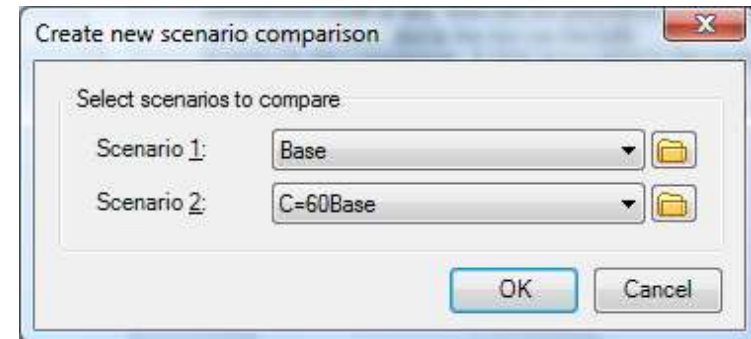 Create new scenario comparison
Select scenarios to compare
Scenario 1: Base
Scenario 2: C=60Base
OK Cancel